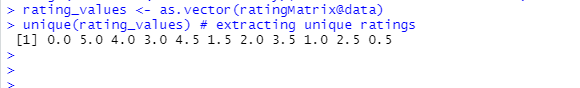 > rating_values <- as.vector(ratingMatrix@data)
> unique(rating_values) # extracting unique ratings
[1] 0.0 5.0 4.0 3.0 4.5 1.5 2.0 3.5 1.0 2.5 0.5
>
>
>